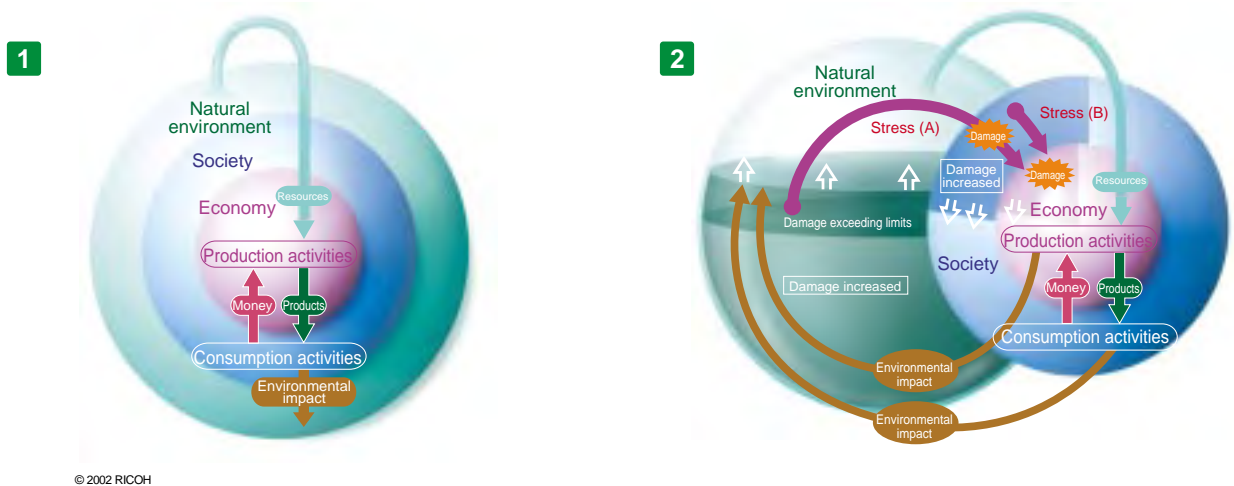 1
Natural
environment
Society
Resources
Economy
Production activities
Money
Products
Consumption activities
Environmental
impact
© 2002 RICOH
2
Natural
environment
Stress (A)
Stress (B)
Damage
Damage
increased
Damage
Resources
Economy
Damage exceeding limits
Production activities
Society
Damage increased
Money
Products
Consumption activities
Environmental
impact
Environmental
impact